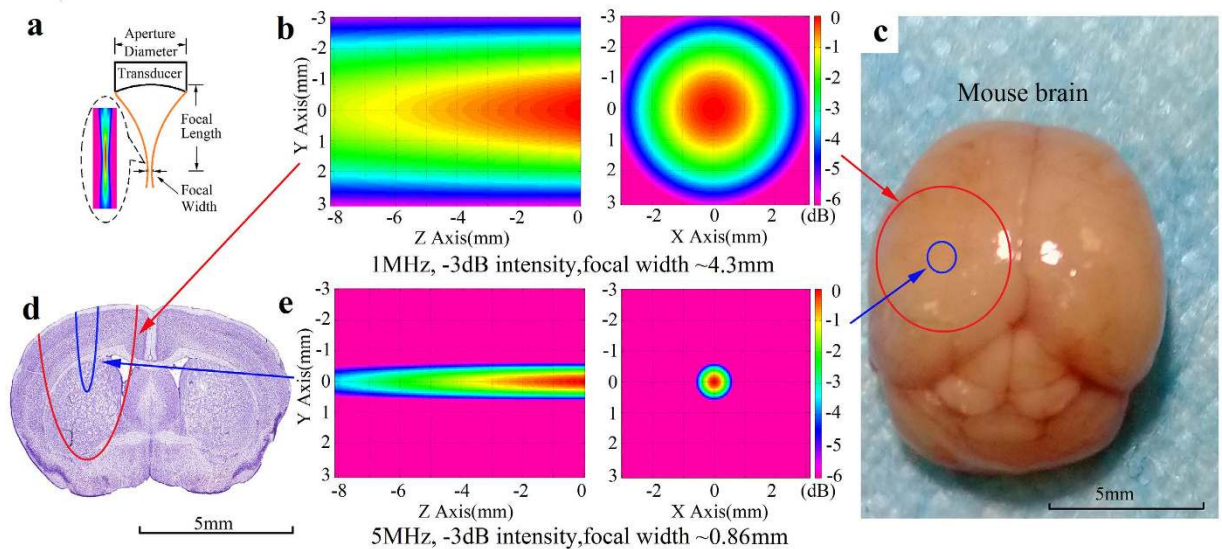 a
Aperture
Diameter
Transducer
Focal
Length
Focal
Width
b
-3
-2
-1
0
1
2
3
Y Axis(mm)
-8
-6
-4
-2
0
Z Axis(mm)
-3
-2
-1
0
1
2
3
-2
0
2
X Axis(mm)
0
-1
-2
-3
-4
-5
-6
(dB)
1MHz, -3dB intensity,focal width ~4.3mm
c
Mouse brain
5mm
d
5mm
e
-3
-2
-1
0
1
2
3
Y Axis(mm)
-8
-6
-4
-2
0
Z Axis(mm)
-3
-2
-1
0
1
2
3
-2
0
2
X Axis(mm)
0
-1
-2
-3
-4
-5
-6
(dB)
5MHz, -3dB intensity,focal width ~0.86mm